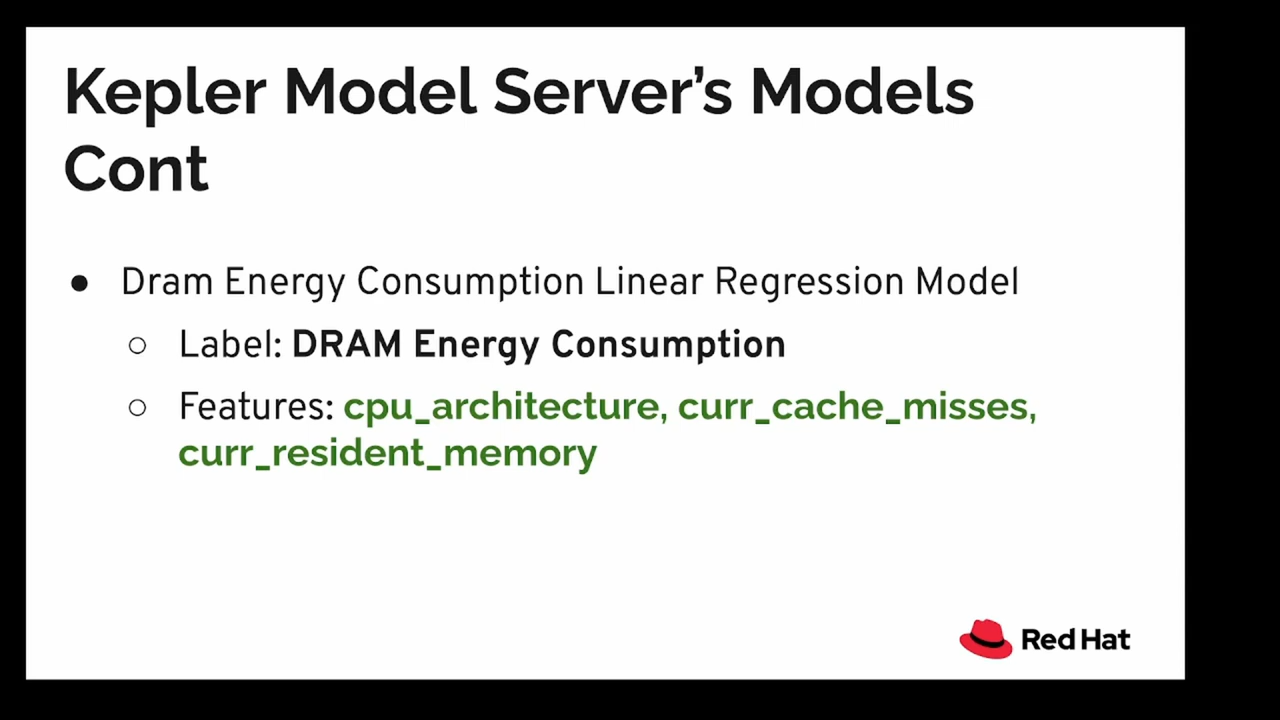 Kepler Model Server’s Models
Cont
● Dram Energy Consumption Linear Regression Model
○ Label: DRAM Energy Consumption
○ Features: cpu_architecture, curr_cache_misses,
curr_resident_memory
Red Hat